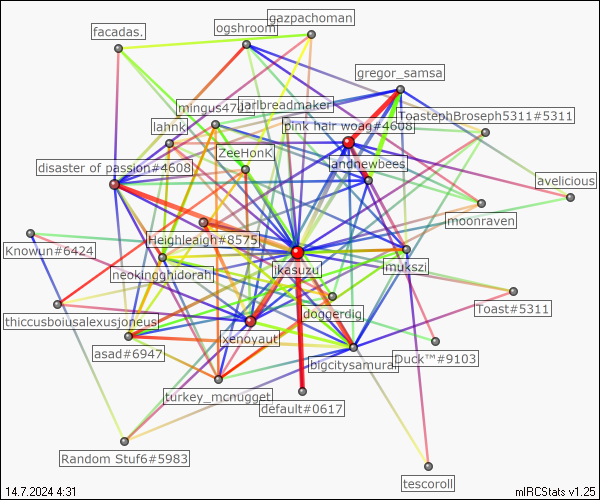 gazpachoman
ogshroom
facadas.
gregor_samsa
jarlbreadmaker
ToastephBroseph5311#5311
lahnk
pink hair woag#4608
ZeeHonk
andnewbees
disaster of passion#4608
avelicious
moonraven
Heighleaigh#8575
Knowun#6424
mukszi
ikasuzu
neokingghidorah
Toast#5311
doggerdig
thiccusboiusalexusjoneus
xenoyaut
asad#6947
Duck™#9103
bigcitysamurai
turkey_mcnugget
default#0617
Random Stuf6#5983
tescoroll
14.7.2024 4:31
mIRCStats v1.25